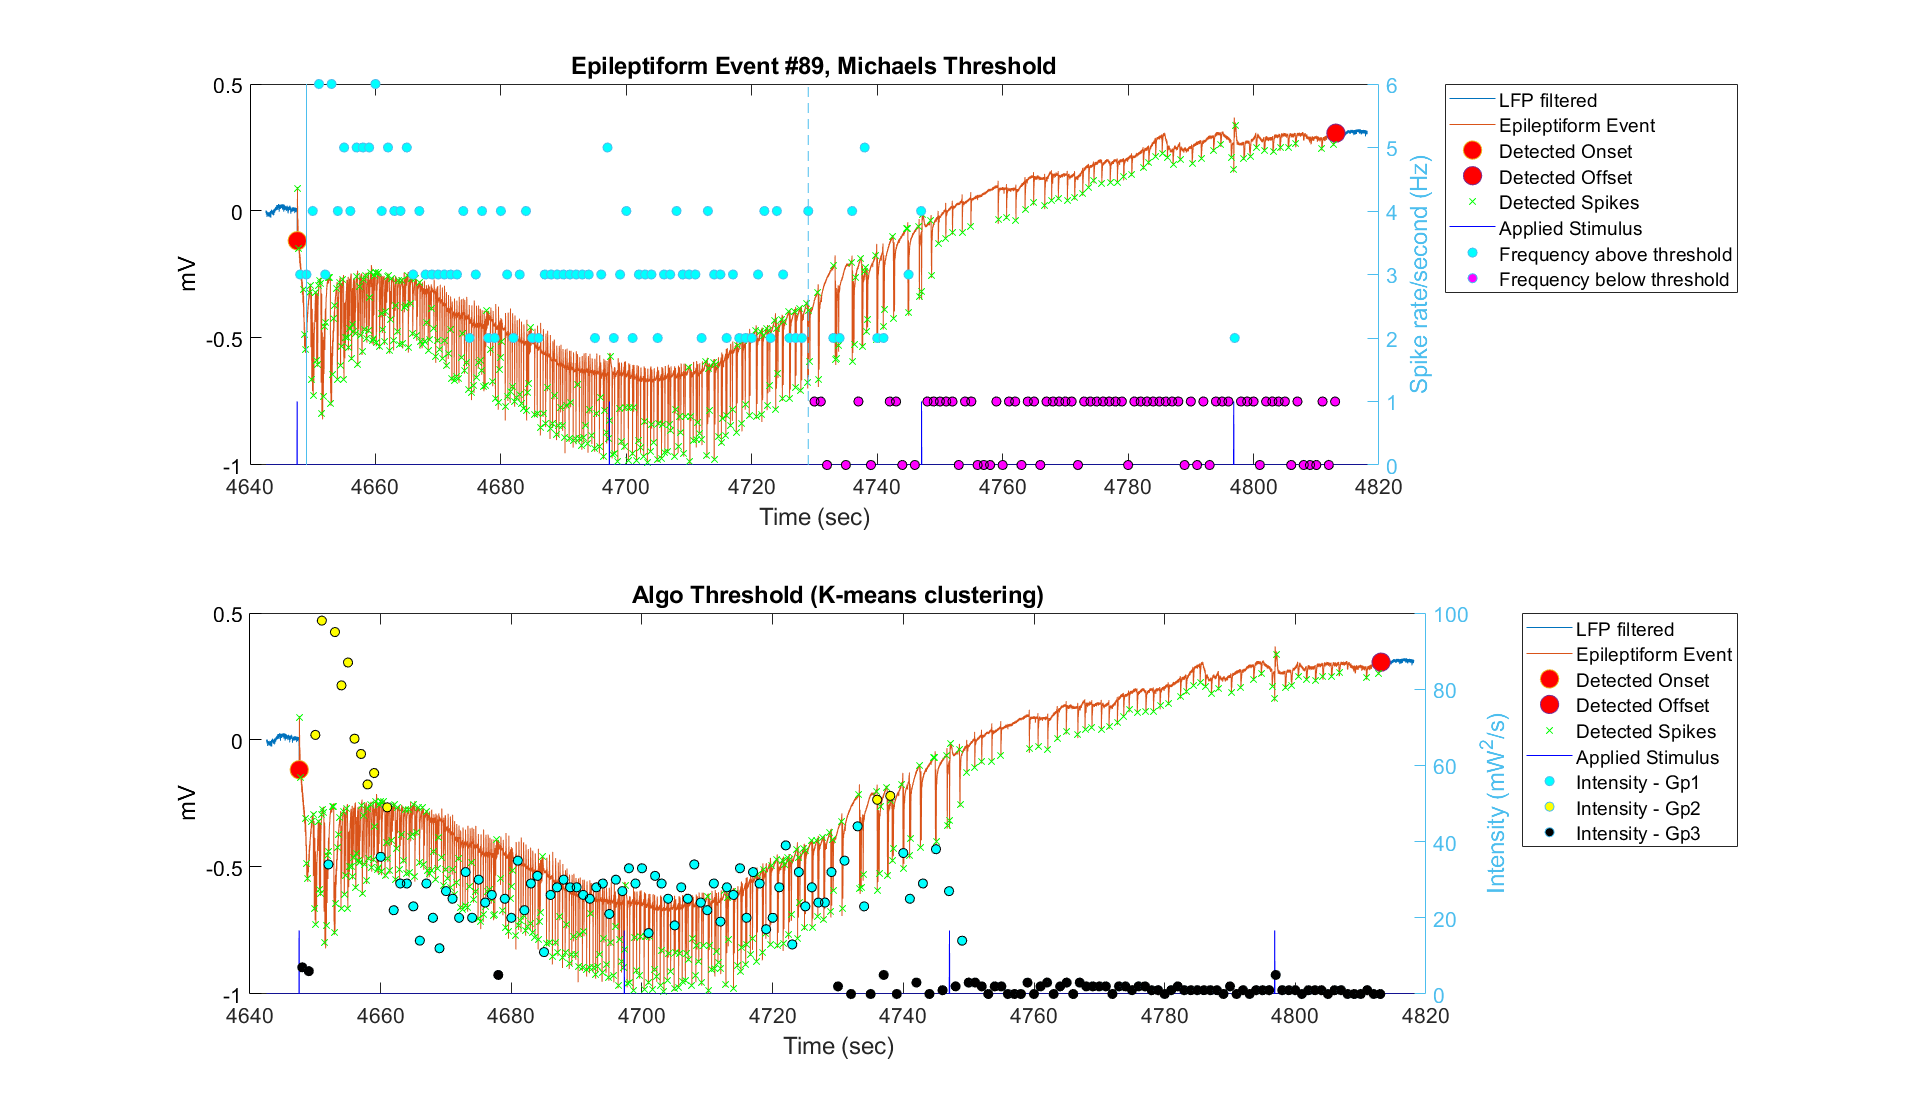 Epileptiform Event #89, Michaels Threshold
0.5
0
-0.5
-1
mV
4640 4660 4680 4700 4720 4740 4760 4780 4800 4820
Time (sec)
6
5
4
3
2
1
0
Spike rate/second (Hz)
LFP filtered
Epileptiform Event
Detected Onset
Detected Offset
Detected Spikes
Applied Stimulus
Frequency above threshold
Frequency below threshold
Algo Threshold (K-means clustering)
0.5
0
-0.5
-1
mV
4640 4660 4680 4700 4720 4740 4760 4780 4800 4820
Time (sec)
100
80
60
40
20
0
Intensity (mW²/s)
LFP filtered
Epileptiform Event
Detected Onset
Detected Offset
Detected Spikes
Applied Stimulus
Intensity - Gp1
Intensity - Gp2
Intensity - Gp3